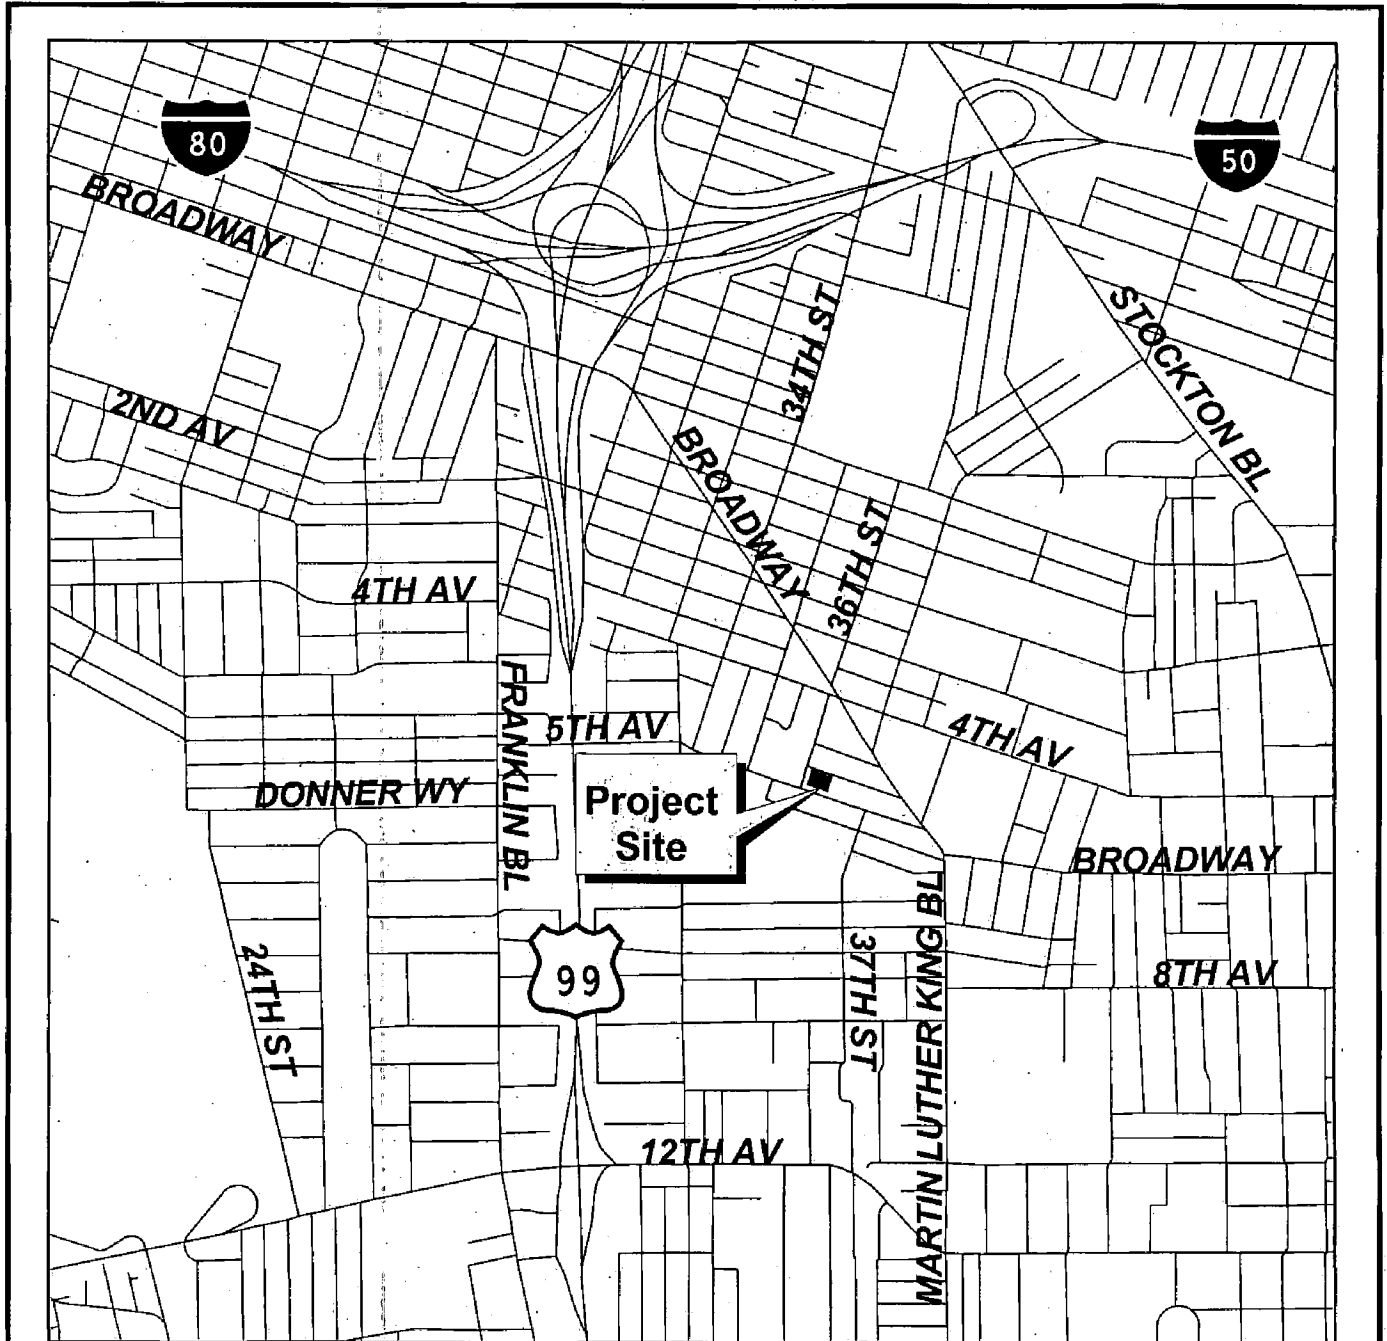 80
50
BROADWAY
34TH ST
STOCKTON BL
2ND AV
BROADWAY
36TH ST
4TH AV
FRANKLIN BL
5TH AV
4TH AV
DONNER WY
Project
Site
BROADWAY
24TH ST
99
37TH ST
MARTIN LUTHER KING BL
8TH AV
12TH AV